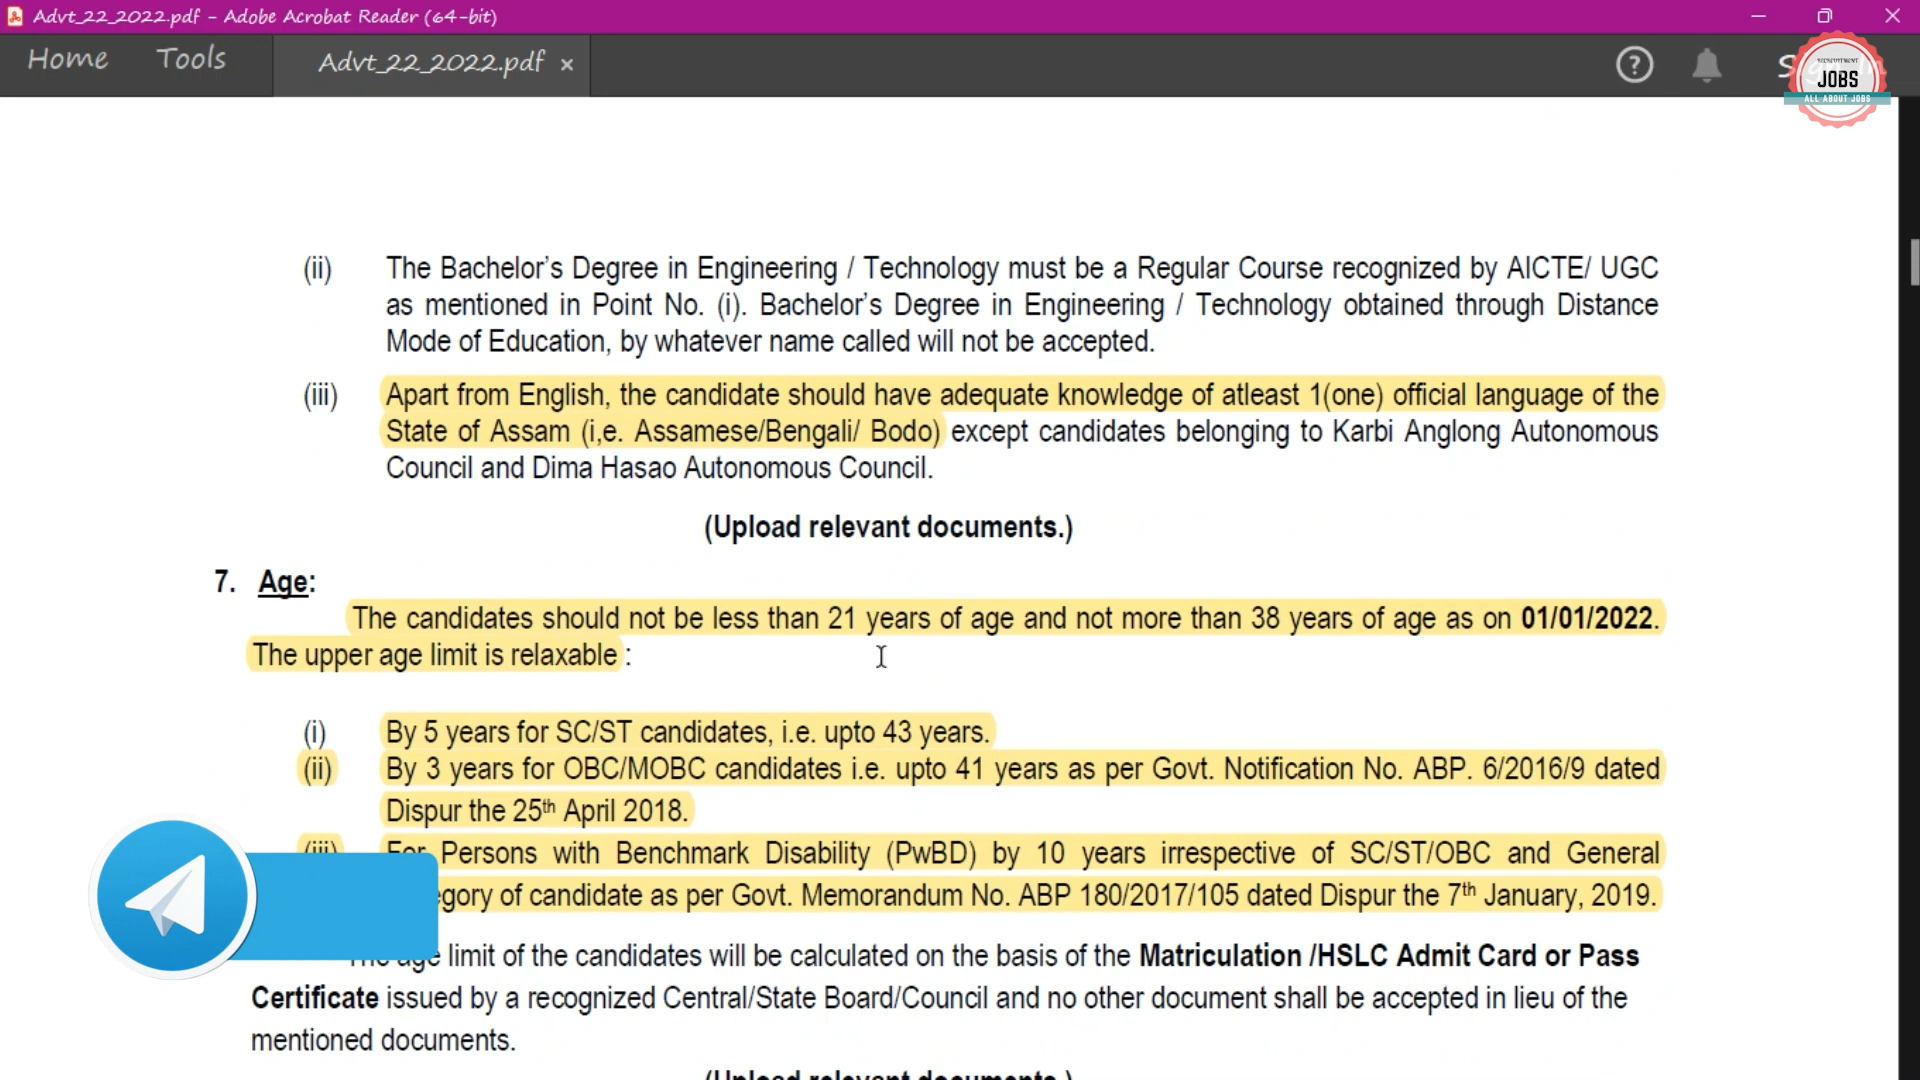 Advt_22_2022.pdf - Adobe Acrobat Reader (64-bit)
Home Tools Advt_22_2022.pdf ×
RECRUITMENT
JOBS
ALL ABOUT JOBS
(ii) The Bachelor's Degree in Engineering / Technology must be a Regular Course recognized by AICTE/ UGC
as mentioned in Point No. (i). Bachelor's Degree in Engineering / Technology obtained through Distance
Mode of Education, by whatever name called will not be accepted.
(iii) Apart from English, the candidate should have adequate knowledge of atleast 1(one) official language of the
State of Assam (i,e. Assamese/Bengali/ Bodo) except candidates belonging to Karbi Anglong Autonomous
Council and Dima Hasao Autonomous Council.
(Upload relevant documents.)
7. Age:
The candidates should not be less than 21 years of age and not more than 38 years of age as on 01/01/2022.
The upper age limit is relaxable :
(i) By 5 years for SC/ST candidates, i.e. upto 43 years.
(ii) By 3 years for OBC/MOBC candidates i.e. upto 41 years as per Govt. Notification No. ABP. 6/2016/9 dated
Dispur the 25th April 2018.
(iii) For Persons with Benchmark Disability (PwBD) by 10 years irrespective of SC/ST/OBC and General
egory of candidate as per Govt. Memorandum No. ABP 180/2017/105 dated Dispur the 7th January, 2019.
The age limit of the candidates will be calculated on the basis of the Matriculation /HSLC Admit Card or Pass
Certificate issued by a recognized Central/State Board/Council and no other document shall be accepted in lieu of the
mentioned documents.
(Upload relevant documents.)